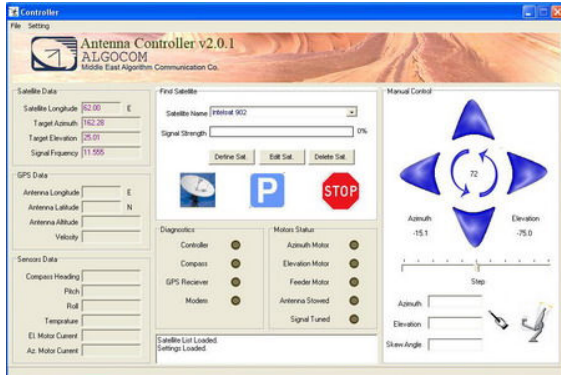 Controller
File Setting
Antenna Controller v2.0.1
ALGOCOM
Middle East Algorithm Communication Co.
Satellite Data
Satellite Longitude 62.00 E
Target Azimuth 162.28
Target Elevation 25.01
Signal Frquency 11.555
GPS Data
Antenna Longitude E
Antenna Latitude N
Antenna Altitude
Velosity
Sensors Data
Compass Heading
Pitch
Roll
Temprature
El. Motor Current
Az. Motor Current
Find Satellite
Satellite Name Intelsat 902
Signal Strength 0%
Define Sat. Edit Sat. Delete Sat.
P STOP
Diagnostics
Controller
Compass
GPS Reciever
Modem
Motors Status
Azimuth Motor
Elevation Motor
Feeder Motor
Antenna Stowed
Signal Tuned
Satellite List Loaded.
Settings Loaded.
Manual Control
72
Azimuth Elevation
-15.1 -75.0
Step
Azimuth
Elevation
Skew Angle